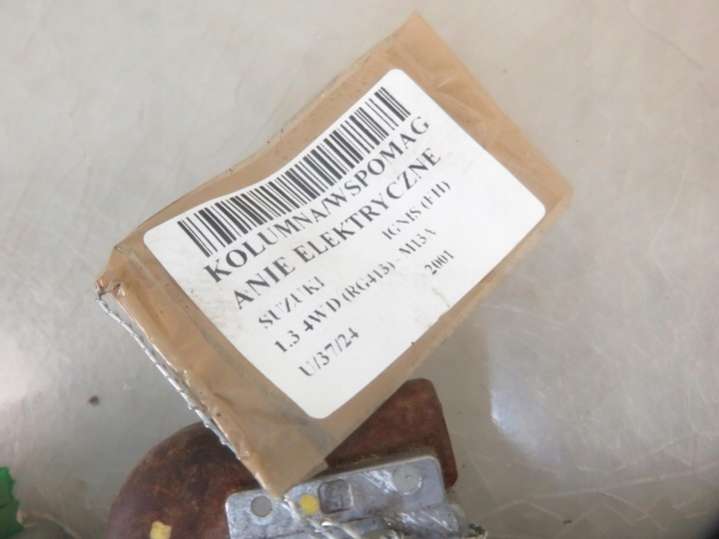 KOLUMNA/WSPOMAG
ANIE ELEKTRYCZNE
SUZUKI IGNIS (FH)
1.3 4WD (RG413) - M13A
U/37/24 2001